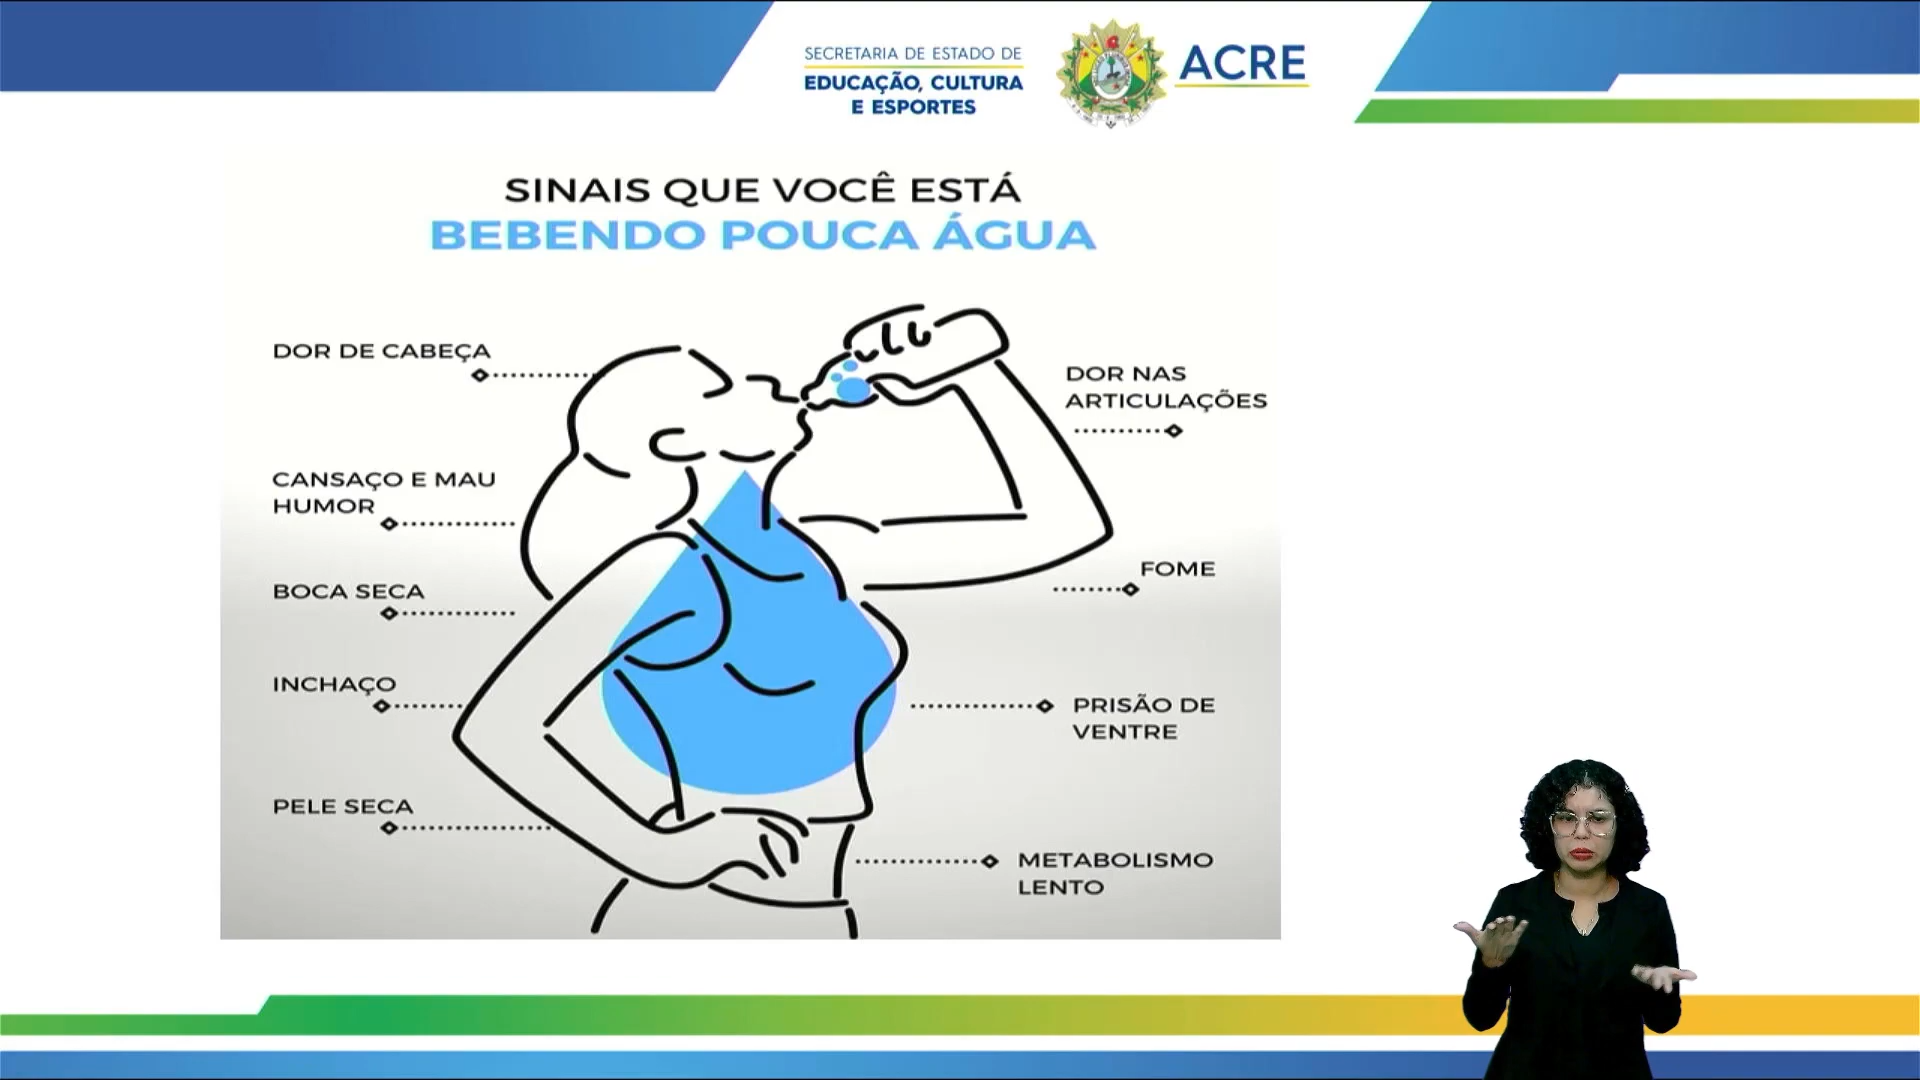 SECRETARIA DE ESTADO DE
EDUCAÇÃO, CULTURA
E ESPORTES
ACRE
SINAIS QUE VOCÊ ESTÁ
BEBENDO POUCA ÁGUA
DOR DE CABEÇA
DOR NAS
ARTICULAÇÕES
CANSAÇO E MAU
HUMOR
FOME
BOCA SECA
INCHAÇO
PRISÃO DE
VENTRE
PELE SECA
METABOLISMO
LENTO